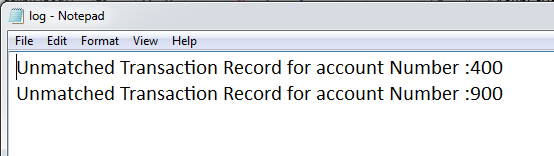 log - Notepad
File Edit Format View Help
Unmatched Transaction Record for account Number :400
Unmatched Transaction Record for account Number :900